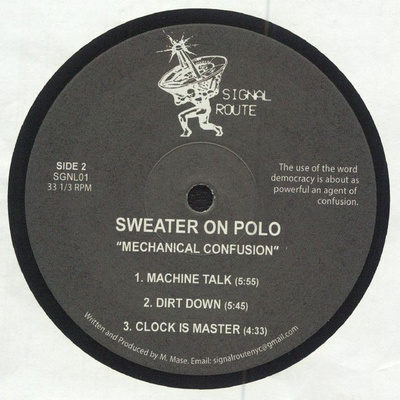 SIGNAL
ROUTE
SIDE 2
SGNL01
33 1/3 RPM
The use of the word
democracy is about as
powerful an agent of
confusion.
SWEATER ON POLO
"MECHANICAL CONFUSION"
1. MACHINE TALK (5:55)
2. DIRT DOWN (5:45)
3. CLOCK IS MASTER (4:33)
Written and Produced by M. Mase. Email: signalroutenyc@gmail.com